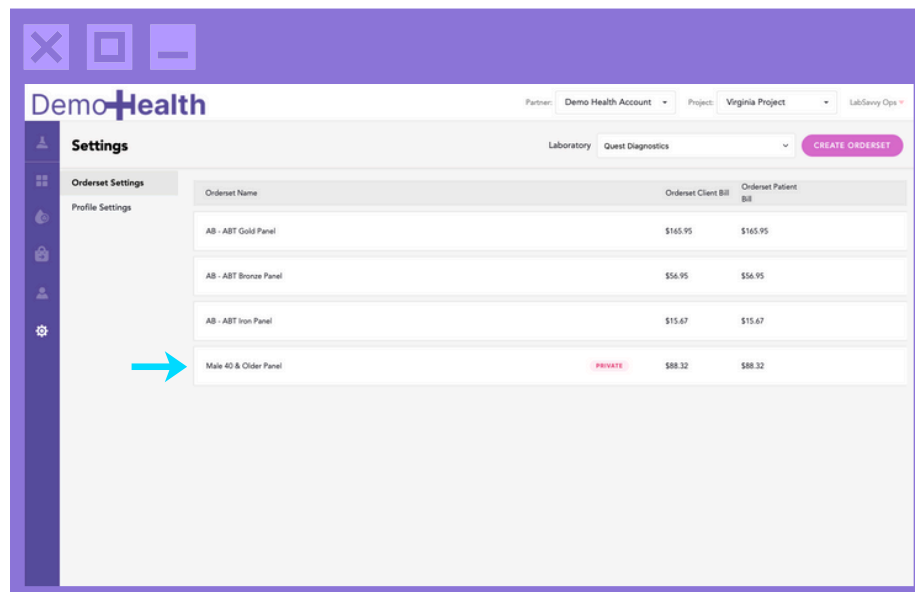 Demo Health
Partner: Demo Health Account Project: Virginia Project LabSavvy Ops
Settings
Laboratory Quest Diagnostics CREATE ORDERSET
Orderset Settings
Profile Settings
Orderset Name Orderset Client Bill Orderset Patient
Bill
AB - ABT Gold Panel $165.95 $165.95
AB - ABT Bronze Panel $56.95 $56.95
AB - ABT Iron Panel $15.67 $15.67
Male 40 & Older Panel PRIVATE $88.32 $88.32